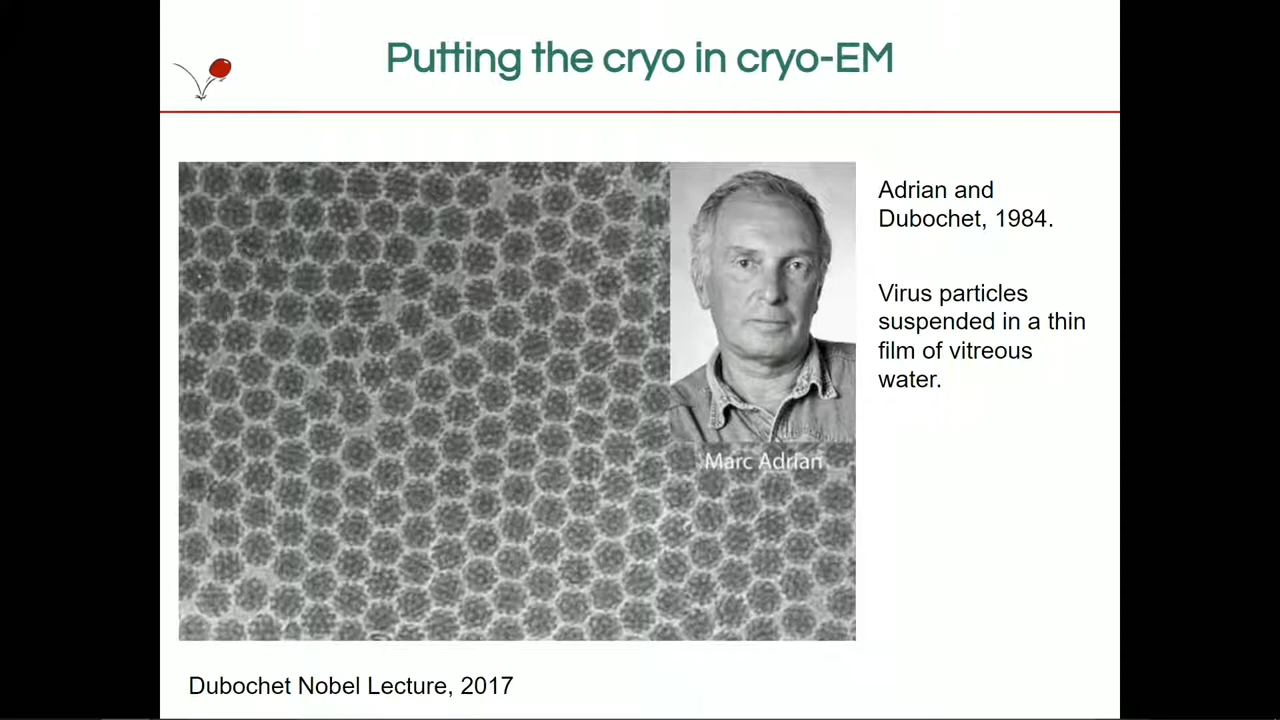 Putting the cryo in cryo-EM
Adrian and
Dubochet, 1984.
Virus particles
suspended in a thin
film of vitreous
water.
Marc Adrian
Dubochet Nobel Lecture, 2017